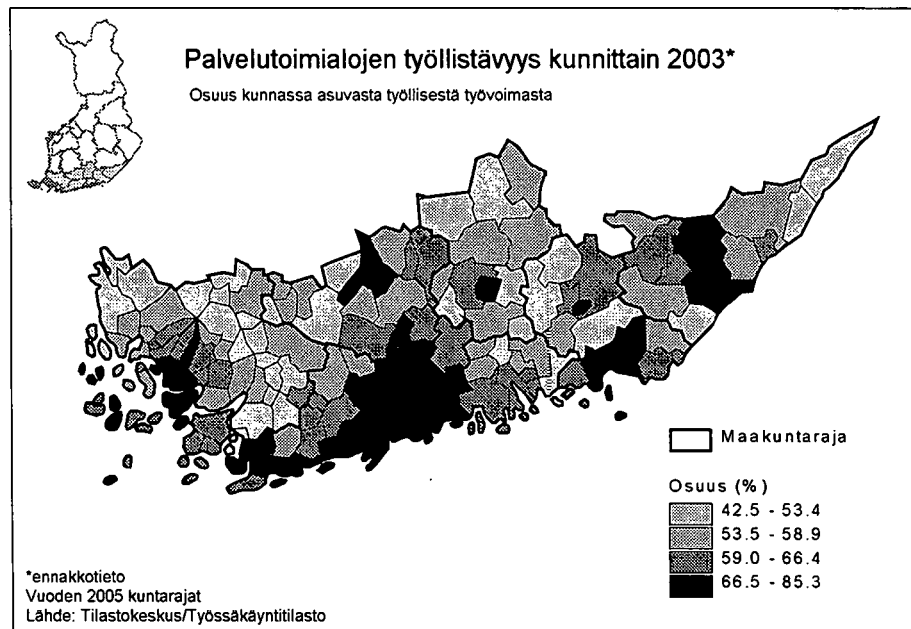 Palvelutoimialojen työllistävyys kunnittain 2003*
Osuus kunnassa asuvasta työllisestä työvoimasta
Maakuntaraja
Osuus (%)
42.5 - 53.4
53.5 - 58.9
59.0 - 66.4
66.5 - 85.3
*ennakkotieto
Vuoden 2005 kuntarajat
Lähde: Tilastokeskus/Työssäkäyntitilasto